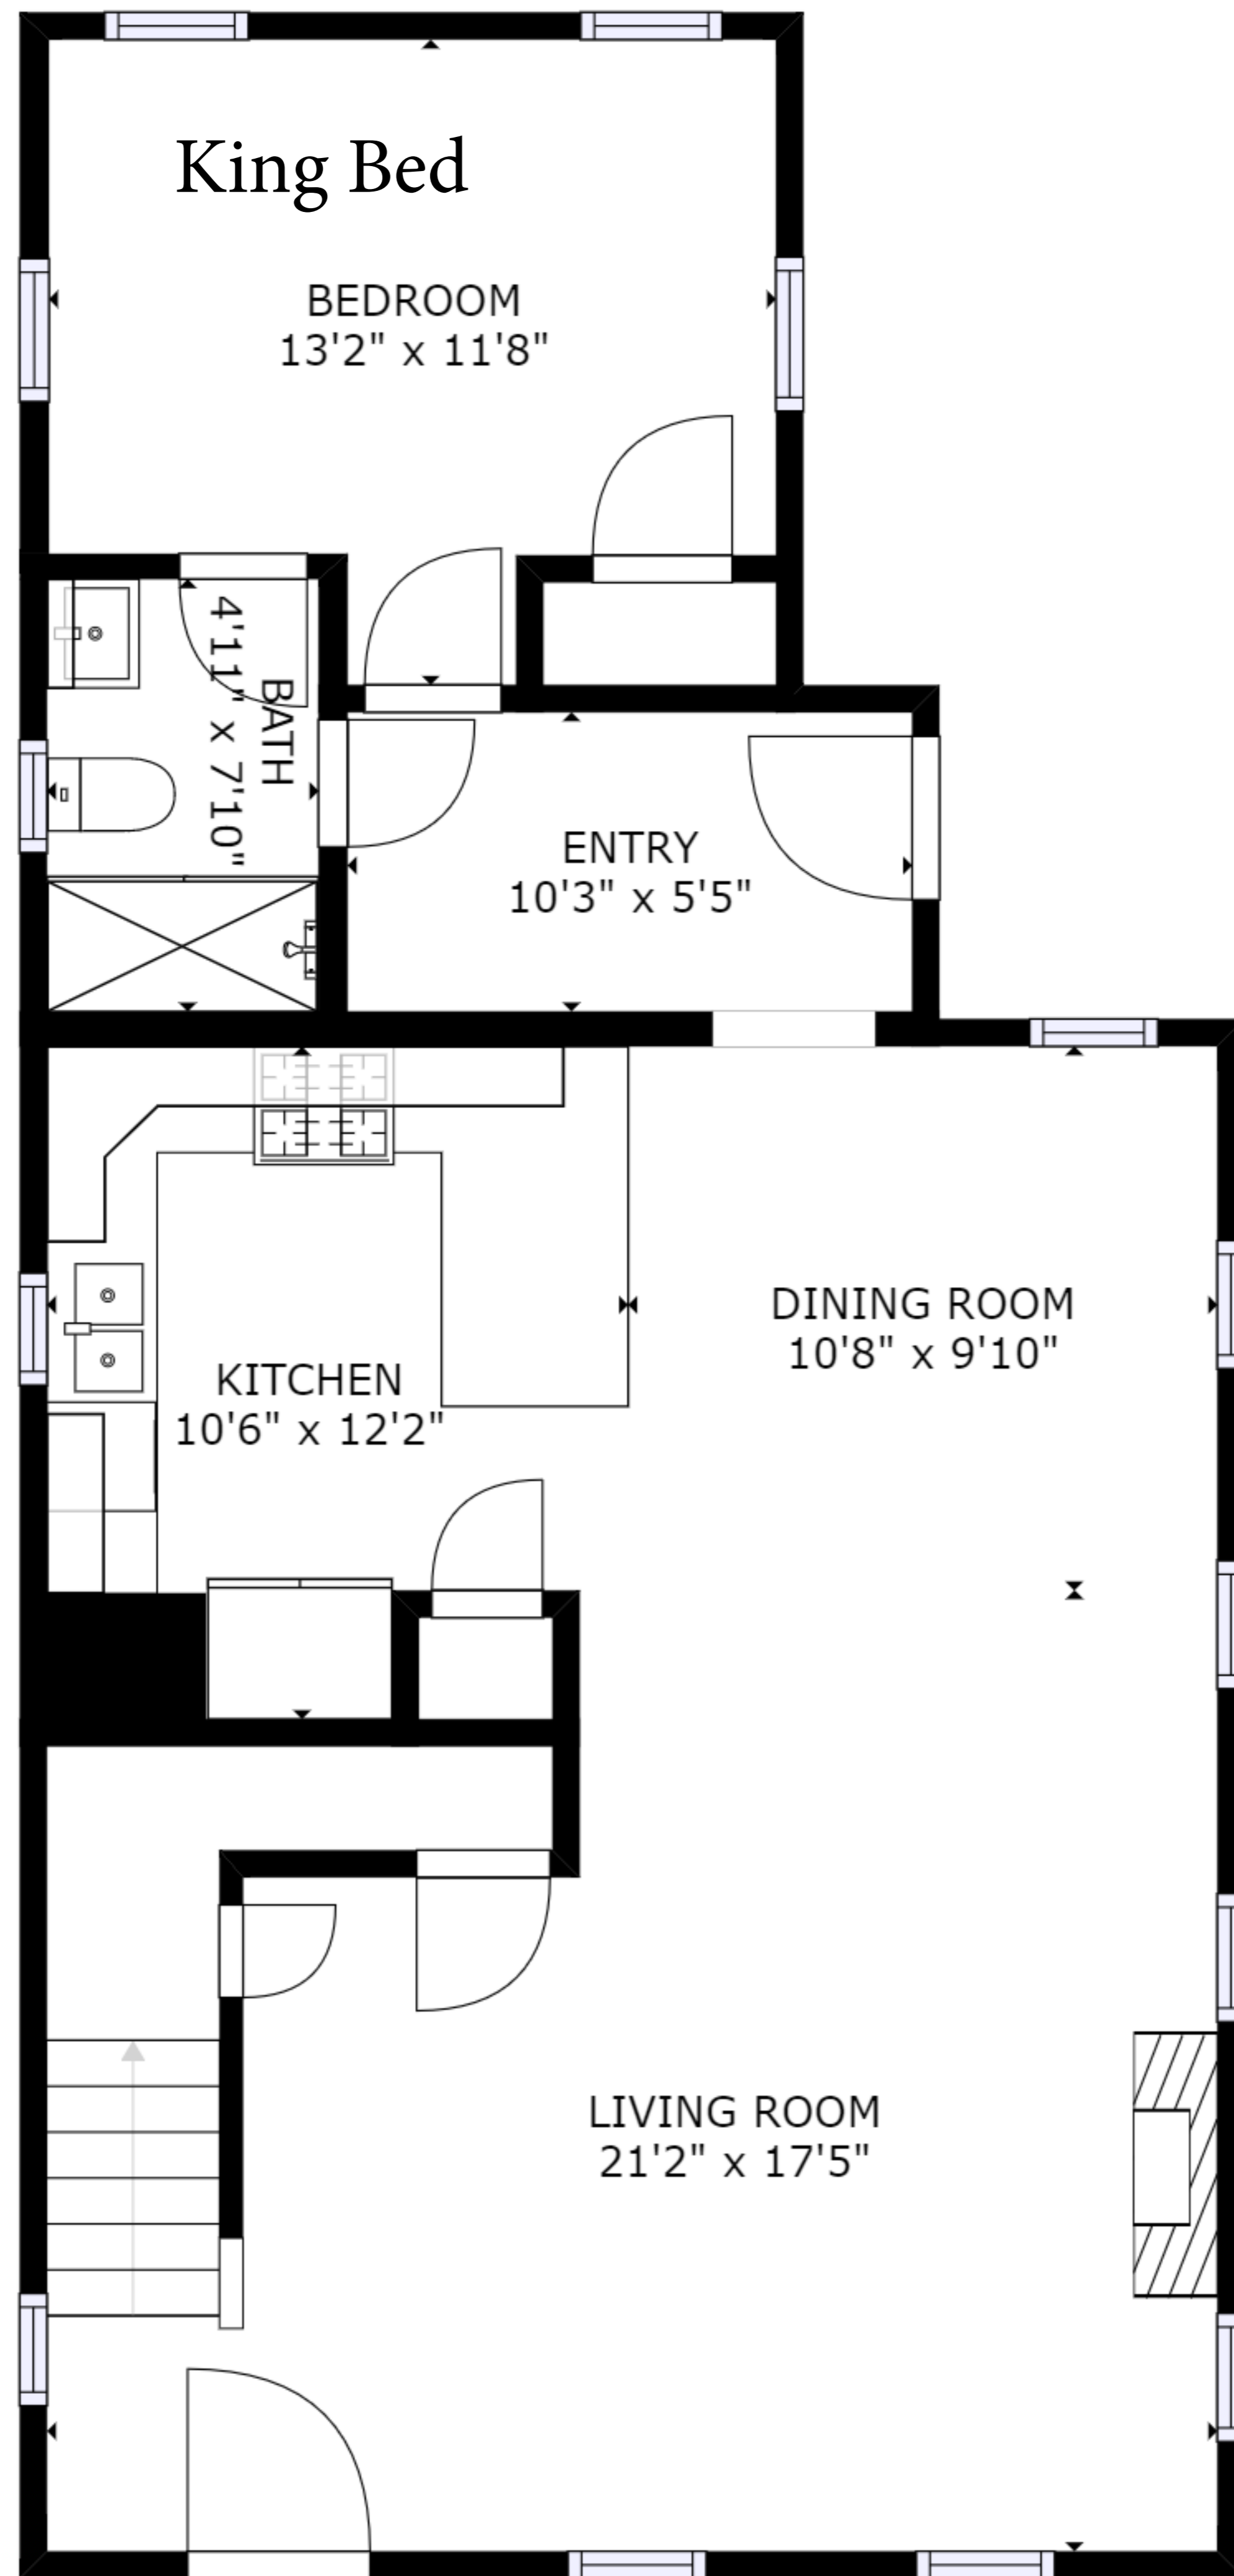 King Bed
BEDROOM
13'2" x 11'8"
BATH
4'11" x 7'10"
ENTRY
10'3" x 5'5"
DINING ROOM
10'8" x 9'10"
KITCHEN
10'6" x 12'2"
LIVING ROOM
21'2" x 17'5"